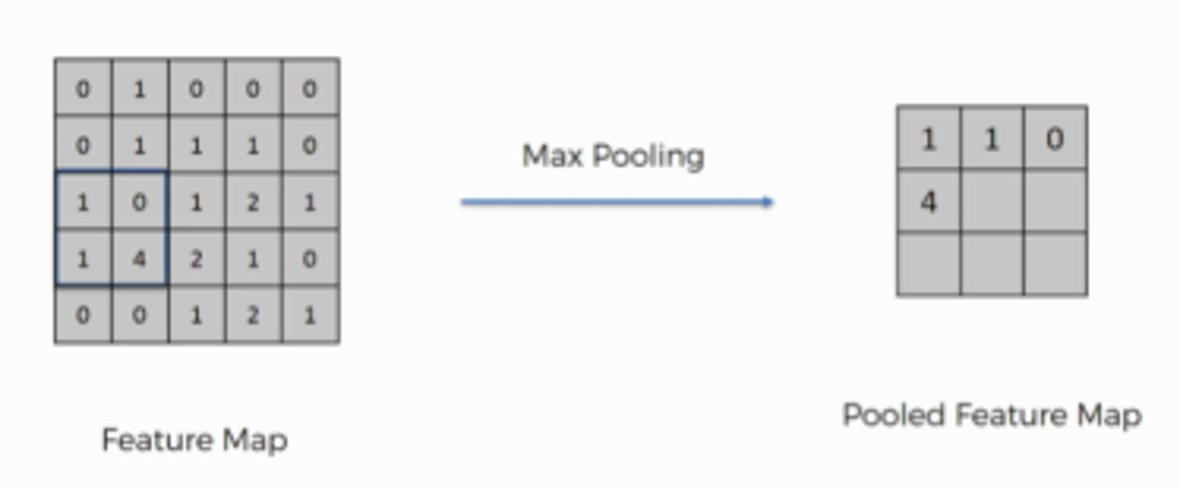 0 1 0 0 0
0 1 1 1 0
1 0 1 2 1
1 4 2 1 0
0 0 1 2 1
Max Pooling
1 1 0
4
Feature Map
Pooled Feature Map